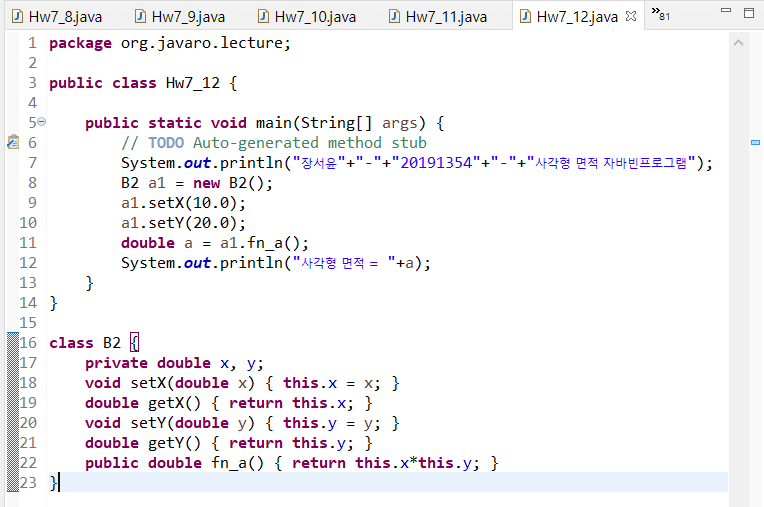 Hw7_8.java Hw7_9.java Hw7_10.java Hw7_11.java Hw7_12.java »81
1 package org.javaro.lecture;
2
3 public class Hw7_12 {
4
5     public static void main(String[] args) {
6         // TODO Auto-generated method stub
7         System.out.println("장서윤"+"-"+"20191354"+"-"+"사각형 면적 자바빈프로그램");
8         B2 a1 = new B2();
9         a1.setX(10.0);
10         a1.setY(20.0);
11         double a = a1.fn_a();
12         System.out.println("사각형 면적 = "+a);
13     }
14 }
15
16 class B2 {
17     private double x, y;
18     void setX(double x) { this.x = x; }
19     double getX() { return this.x; }
20     void setY(double y) { this.y = y; }
21     double getY() { return this.y; }
22     public double fn_a() { return this.x*this.y; }
23 }